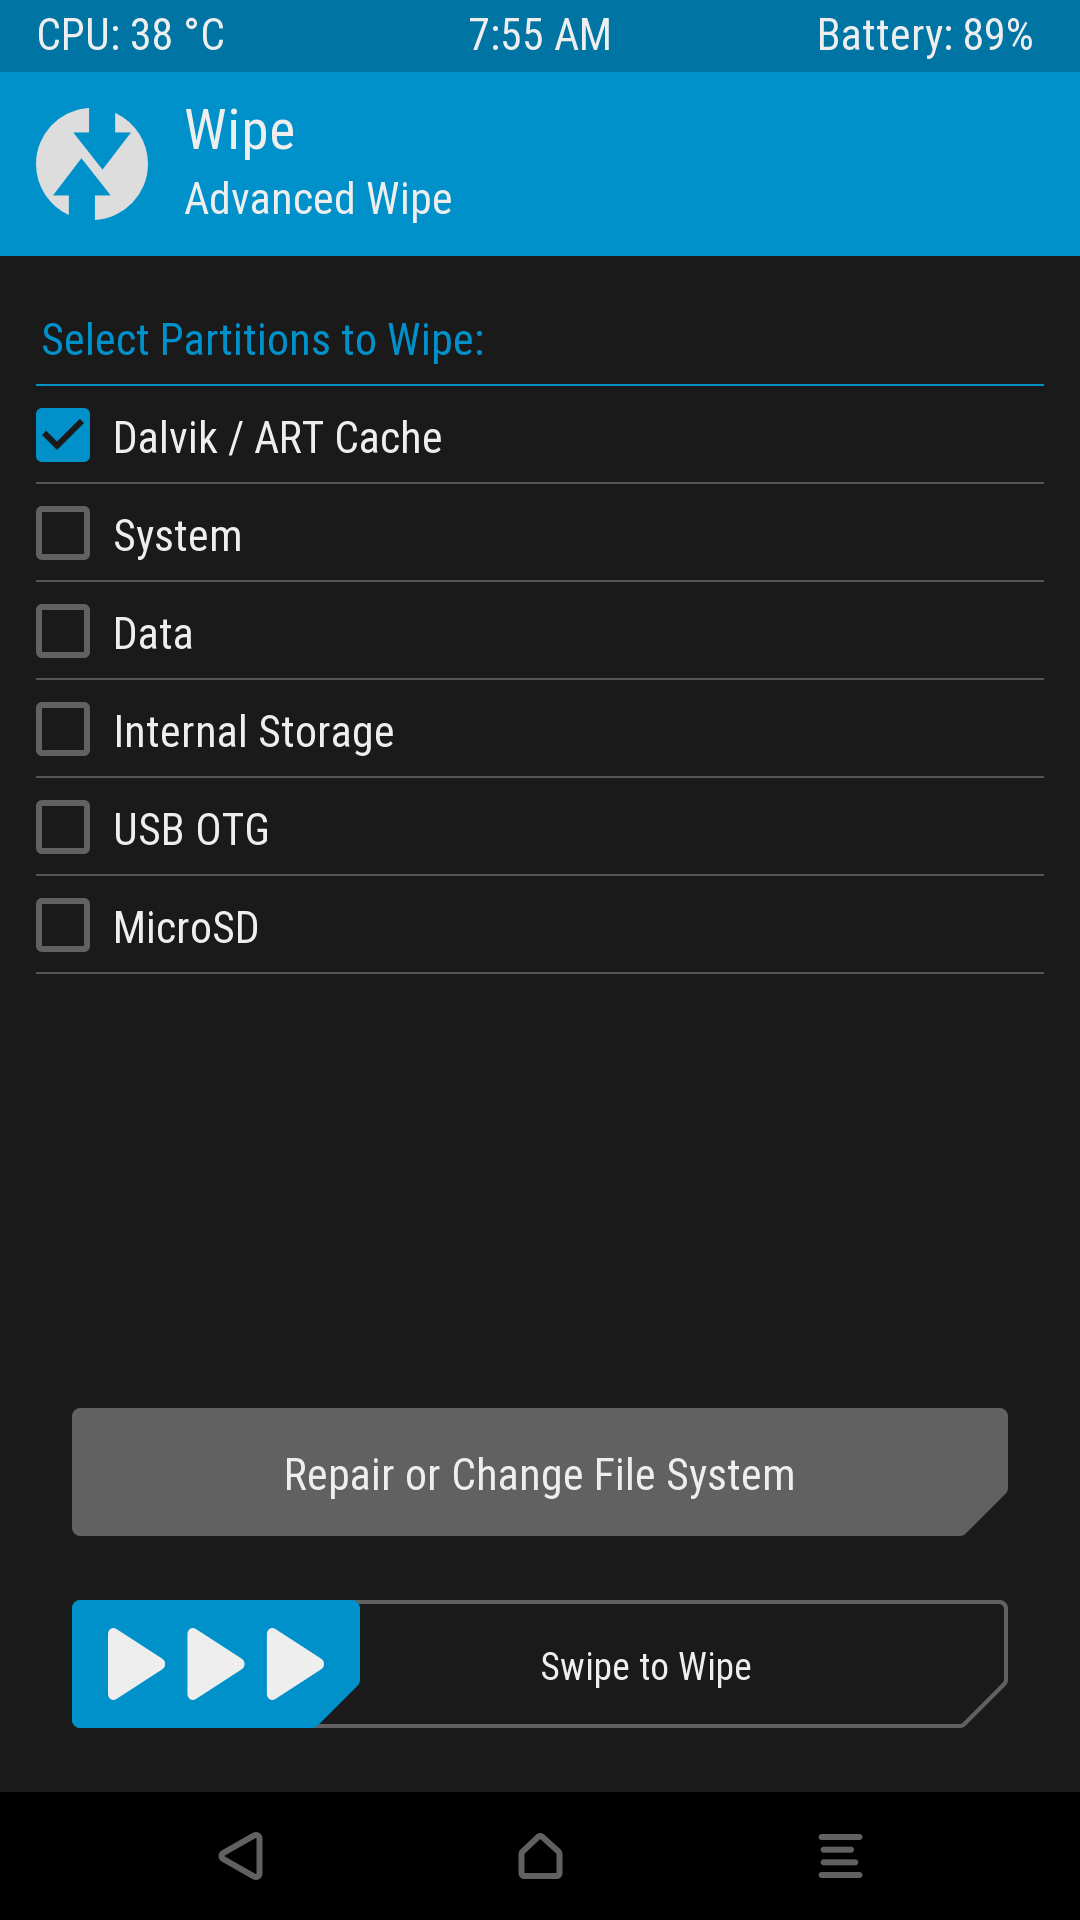 CPU: 38 °C 7:55 AM Battery: 89%
Wipe
Advanced Wipe
Select Partitions to Wipe:
Dalvik / ART Cache
System
Data
Internal Storage
USB OTG
MicroSD
Repair or Change File System
Swipe to Wipe